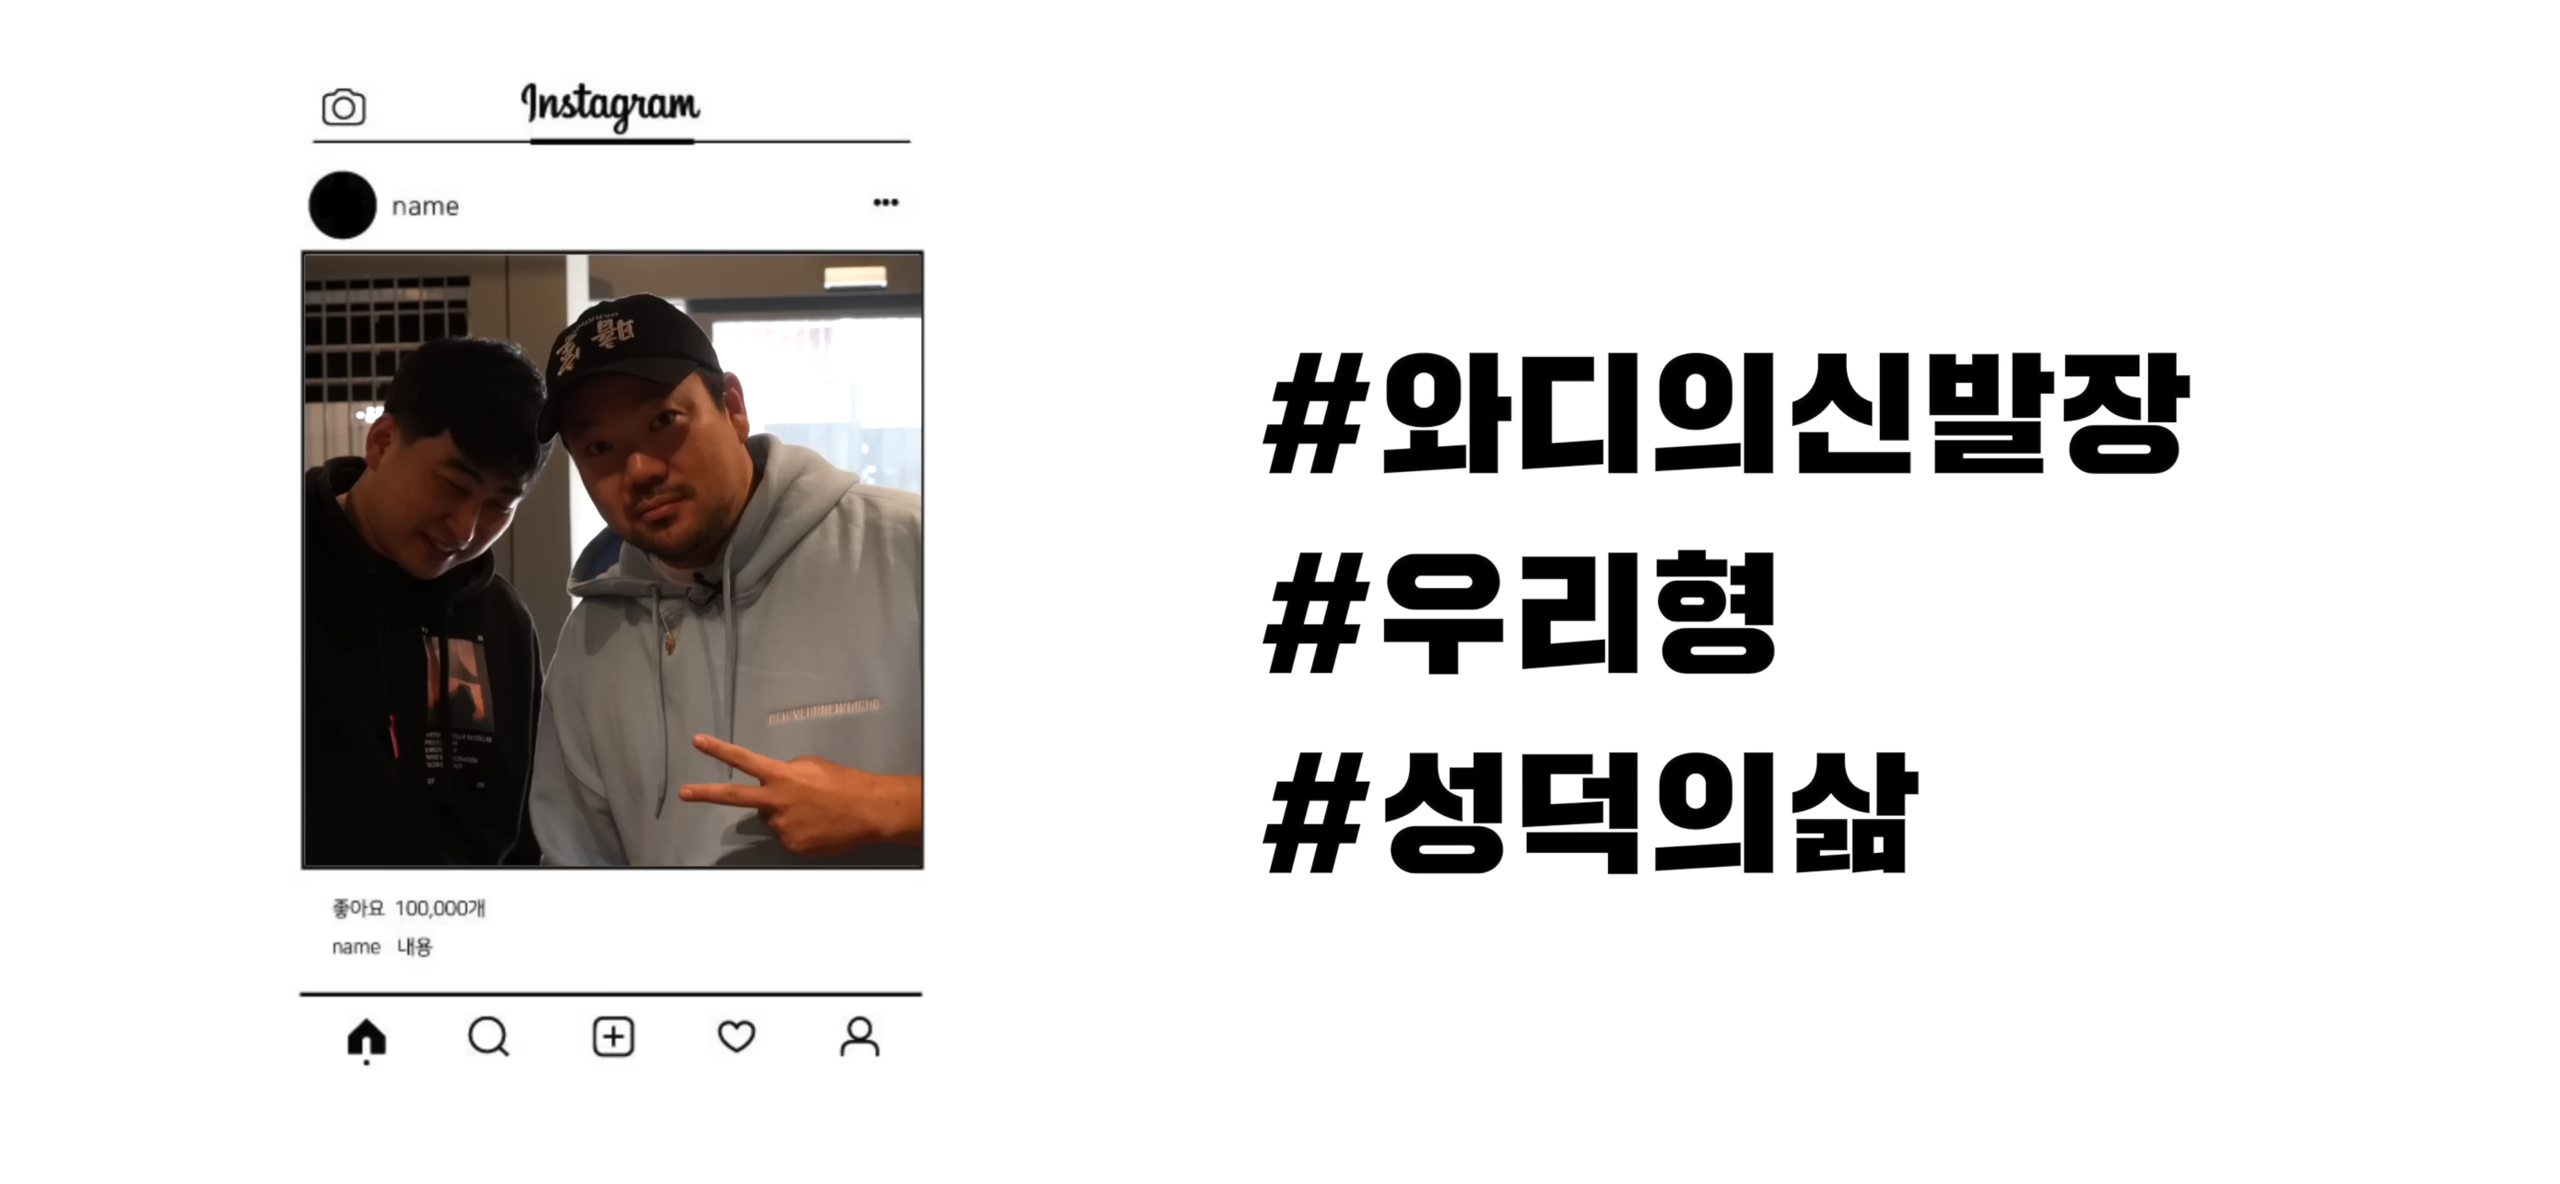 Instagram
name
좋아요 100,000개
name 내용
#와디의신발장
#우리형
#성덕의삶